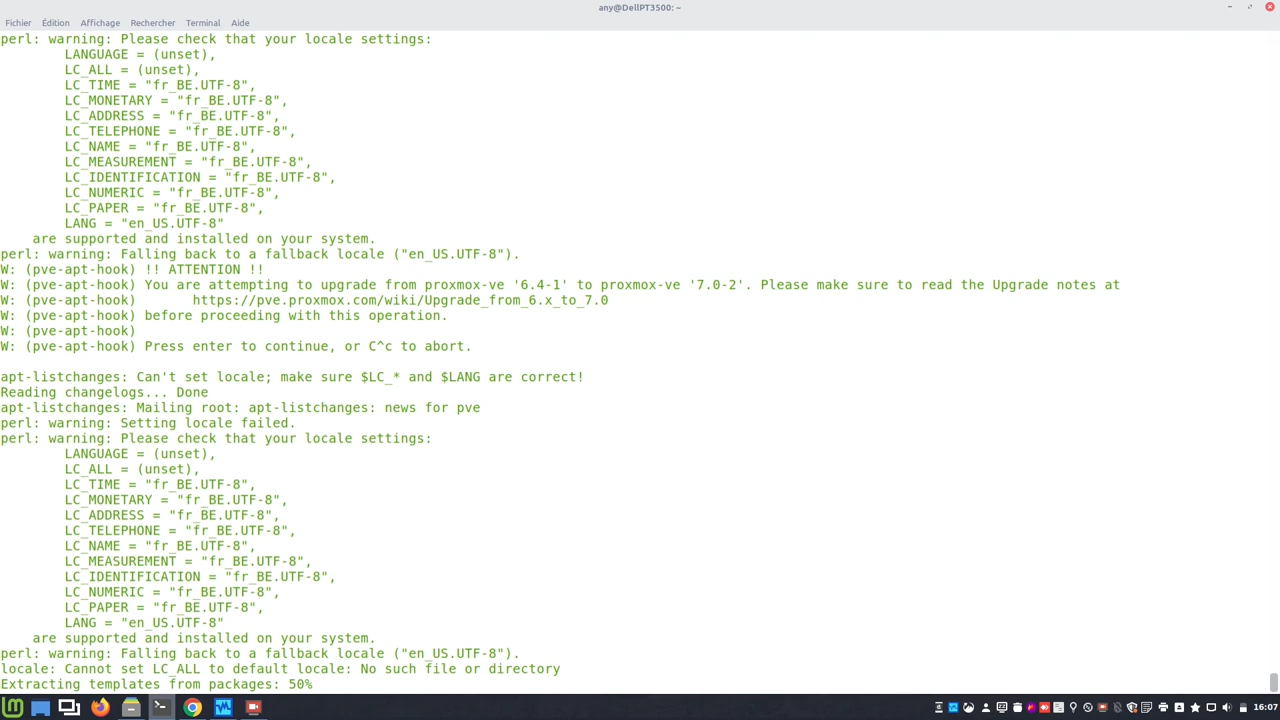 any@DellPT3500: ~
Fichier Édition Affichage Rechercher Terminal Aide
perl: warning: Please check that your locale settings:
LANGUAGE = (unset),
LC_ALL = (unset),
LC_TIME = "fr_BE.UTF-8",
LC_MONETARY = "fr_BE.UTF-8",
LC_ADDRESS = "fr_BE.UTF-8",
LC_TELEPHONE = "fr_BE.UTF-8",
LC_NAME = "fr_BE.UTF-8",
LC_MEASUREMENT = "fr_BE.UTF-8",
LC_IDENTIFICATION = "fr_BE.UTF-8",
LC_NUMERIC = "fr_BE.UTF-8",
LC_PAPER = "fr_BE.UTF-8",
LANG = "en_US.UTF-8"
are supported and installed on your system.
perl: warning: Falling back to a fallback locale ("en_US.UTF-8").
W: (pve-apt-hook) !! ATTENTION !!
W: (pve-apt-hook) You are attempting to upgrade from proxmox-ve '6.4-1' to proxmox-ve '7.0-2'. Please make sure to read the Upgrade notes at
W: (pve-apt-hook) https://pve.proxmox.com/wiki/Upgrade_from_6.x_to_7.0
W: (pve-apt-hook) before proceeding with this operation.
W: (pve-apt-hook)
W: (pve-apt-hook) Press enter to continue, or C^c to abort.
apt-listchanges: Can't set locale; make sure $LC_* and $LANG are correct!
Reading changelogs... Done
apt-listchanges: Mailing root: apt-listchanges: news for pve
perl: warning: Setting locale failed.
perl: warning: Please check that your locale settings:
LANGUAGE = (unset),
LC_ALL = (unset),
LC_TIME = "fr_BE.UTF-8",
LC_MONETARY = "fr_BE.UTF-8",
LC_ADDRESS = "fr_BE.UTF-8",
LC_TELEPHONE = "fr_BE.UTF-8",
LC_NAME = "fr_BE.UTF-8",
LC_MEASUREMENT = "fr_BE.UTF-8",
LC_IDENTIFICATION = "fr_BE.UTF-8",
LC_NUMERIC = "fr_BE.UTF-8",
LC_PAPER = "fr_BE.UTF-8",
LANG = "en_US.UTF-8"
are supported and installed on your system.
perl: warning: Falling back to a fallback locale ("en_US.UTF-8").
locale: Cannot set LC_ALL to default locale: No such file or directory
Extracting templates from packages: 50%
16:07